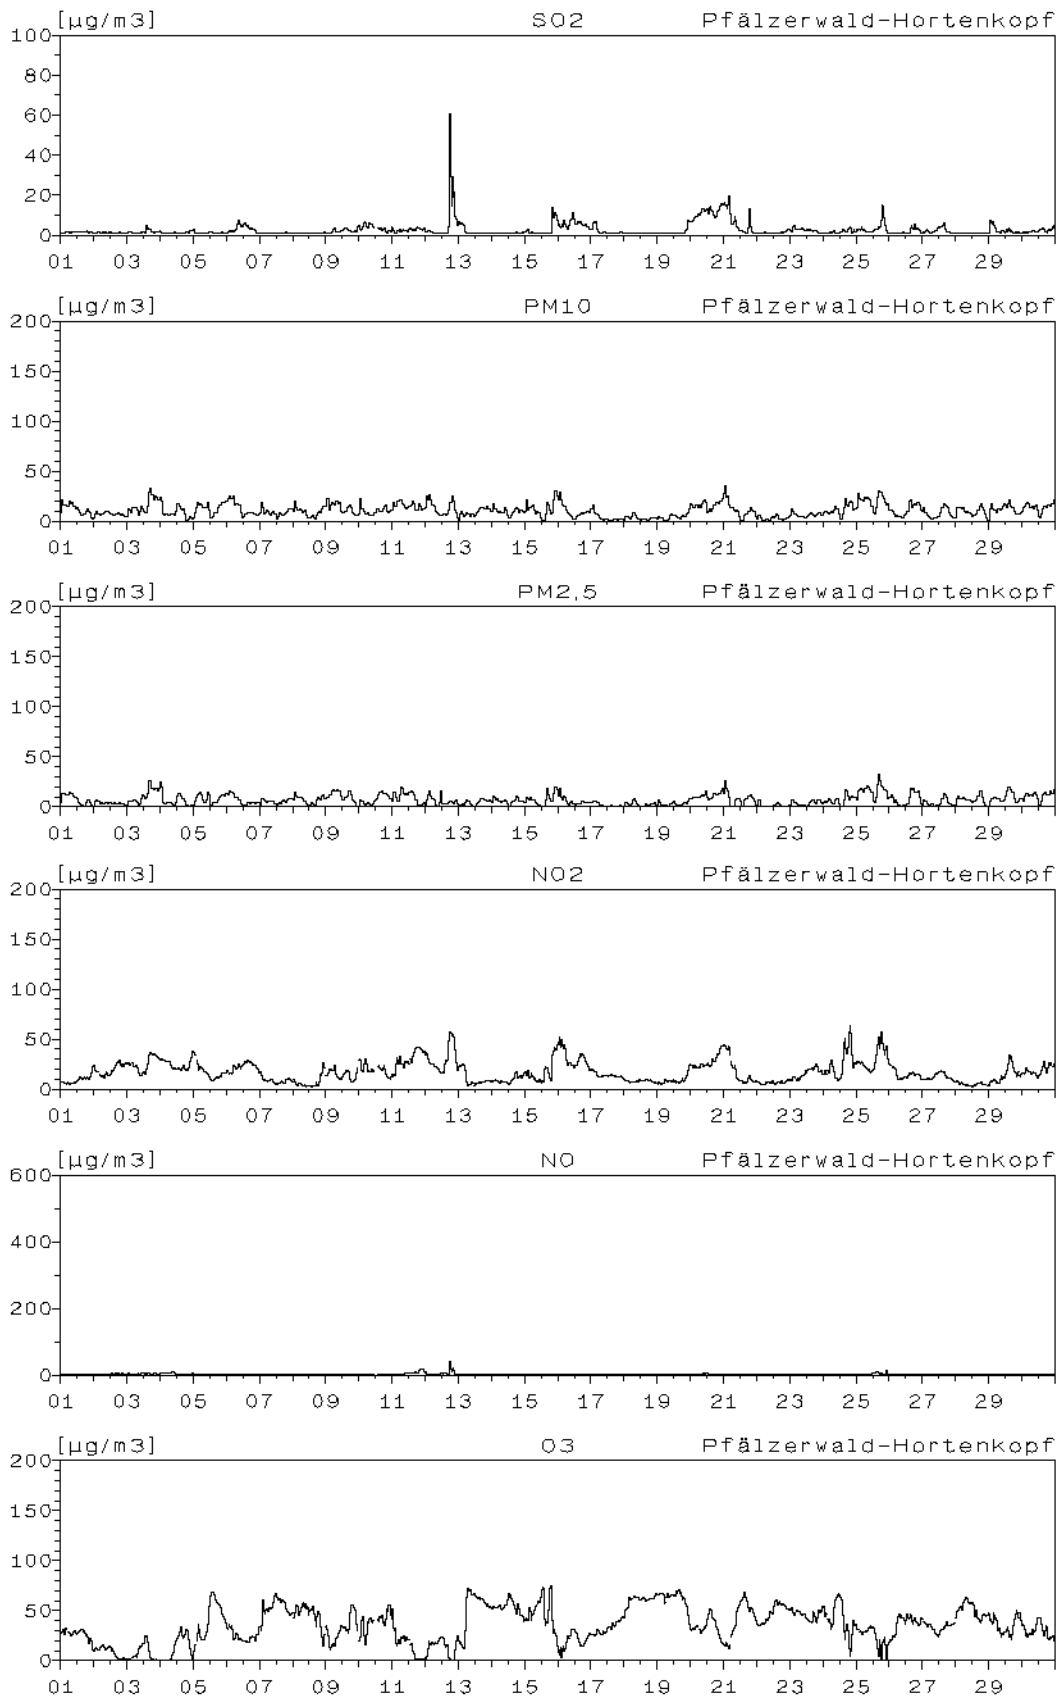 [µg/m3] SO2 Pfälzerwald-Hortenkopf
100
80
60
40
20
0
01 03 05 07 09 11 13 15 17 19 21 23 25 27 29
[µg/m3] PM10 Pfälzerwald-Hortenkopf
200
150
100
50
0
01 03 05 07 09 11 13 15 17 19 21 23 25 27 29
[µg/m3] PM2,5 Pfälzerwald-Hortenkopf
200
150
100
50
0
01 03 05 07 09 11 13 15 17 19 21 23 25 27 29
[µg/m3] NO2 Pfälzerwald-Hortenkopf
200
150
100
50
0
01 03 05 07 09 11 13 15 17 19 21 23 25 27 29
[µg/m3] NO Pfälzerwald-Hortenkopf
600
400
200
0
01 03 05 07 09 11 13 15 17 19 21 23 25 27 29
[µg/m3] O3 Pfälzerwald-Hortenkopf
200
150
100
50
0
01 03 05 07 09 11 13 15 17 19 21 23 25 27 29